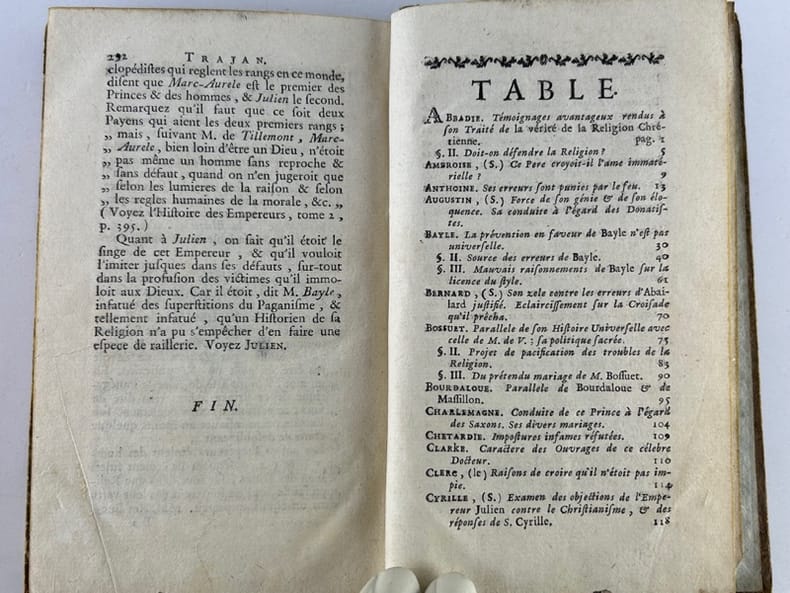 292 TRAJAN.
clopédistes qui reglent les rangs en ce monde,
disent que Marc-Aurele est le premier des
Princes & des hommes, & Julien le second.
Remarquez qu'il faut que ce soit deux
Payens qui aient les deux premiers rangs ;
„ mais, suivant M. de Tillemont, Marc-
„ Aurele, bien loin d'être un Dieu, n'étoit
„ pas même un homme sans reproche &
„ sans défaut, quand on n'en jugeroit que
„ selon les lumieres de la raison & selon
„ les regles humaines de la morale, &c. „
( Voyez l'Histoire des Empereurs, tome 2,
p. 395. )
Quant à Julien, on sait qu'il étoit le
singe de cet Empereur, & qu'il vouloit
l'imiter jusques dans ses défauts, sur-tout
dans la profusion des victimes qu'il immo-
loit aux Dieux. Car il étoit, dit M. Bayle,
infatué des superstitions du Paganisme, &
tellement infatué, qu'un Historien de sa
Religion n'a pu s'empêcher d'en faire une
espece de raillerie. Voyez JULIEN.
FIN.
TABLE.
ABBADIE. Témoignages avantageux rendus à
son Traité de la vérité de la Religion Chré-
tienne. pag. 1
§. II. Doit-on défendre la Religion ? 5
AMBROISE, (S.) Ce Pere croyoit-il l'ame immaté-
rielle ? 9
ANTHOINE. Ses erreurs sont punies par le feu. 13
AUGUSTIN, (S.) Force de son génie & de son élo-
quence. Sa conduite à l'égard des Donatis-
tes.
BAYLE. La prévention en faveur de Bayle n'est pas
universelle. 30
§. II. Source des erreurs de Bayle. 40
§. III. Mauvais raisonnements de Bayle sur la
licence du style. 61
BERNARD, (S.) Son zele contre les erreurs d'Abai-
lard justifié. Eclaircissement sur la Croisade
qu'il prêcha. 70
BOSSUET. Parallele de son Histoire Universelle avec
celle de M. de V. ; sa politique sacrée. 75
§. II. Projet de pacification des troubles de la
Religion. 83
§. III. Du prétendu mariage de M. Bossuet. 90
BOURDALOUE. Parallele de Bourdaloue & de
Massillon. 95
CHARLEMAGNE. Conduite de ce Prince à l'égard
des Saxons. Ses divers mariages. 104
CHETARDIE. Impostures infames réfutées. 109
CLARKE. Caractere des Ouvrages de ce célebre
Docteur. 110
CLERC, (le) Raisons de croire qu'il n'étoit pas im-
pie. 114
CYRILLE, (S.) Examen des objections de l'Empe-
reur Julien contre le Christianisme, & des
réponses de S. Cyrille. 118